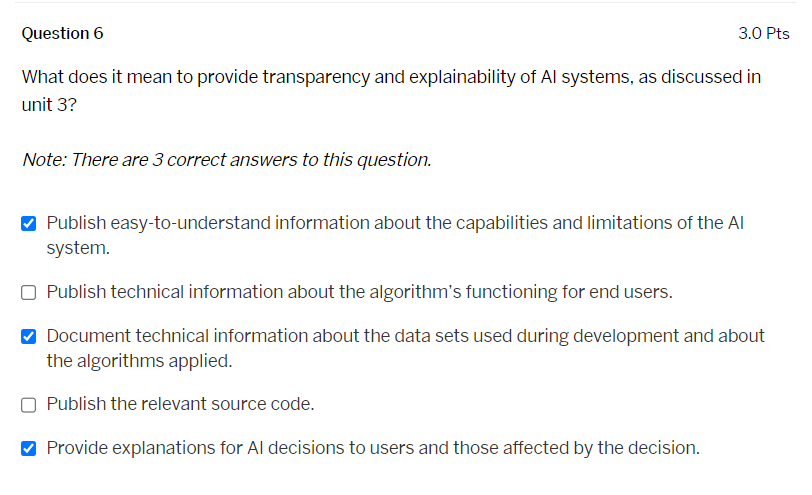 Question 6
3.0 Pts
What does it mean to provide transparency and explainability of AI systems, as discussed in
unit 3?
Note: There are 3 correct answers to this question.
Publish easy-to-understand information about the capabilities and limitations of the AI
system.
Publish technical information about the algorithm's functioning for end users.
Document technical information about the data sets used during development and about
the algorithms applied.
Publish the relevant source code.
Provide explanations for AI decisions to users and those affected by the decision.